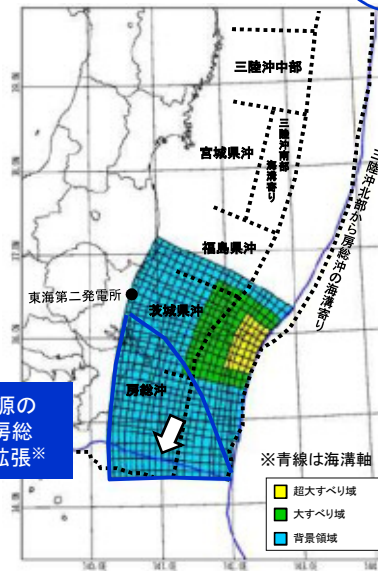 三陸沖中部
三陸沖南部
海溝寄り
宮城県沖
三陸沖北部から房総沖の海溝寄り
福島県沖
東海第二発電所
茨城県沖
房総沖
源の
房総
拡張※
※青線は海溝軸
超大すべり域
大すべり域
背景領域